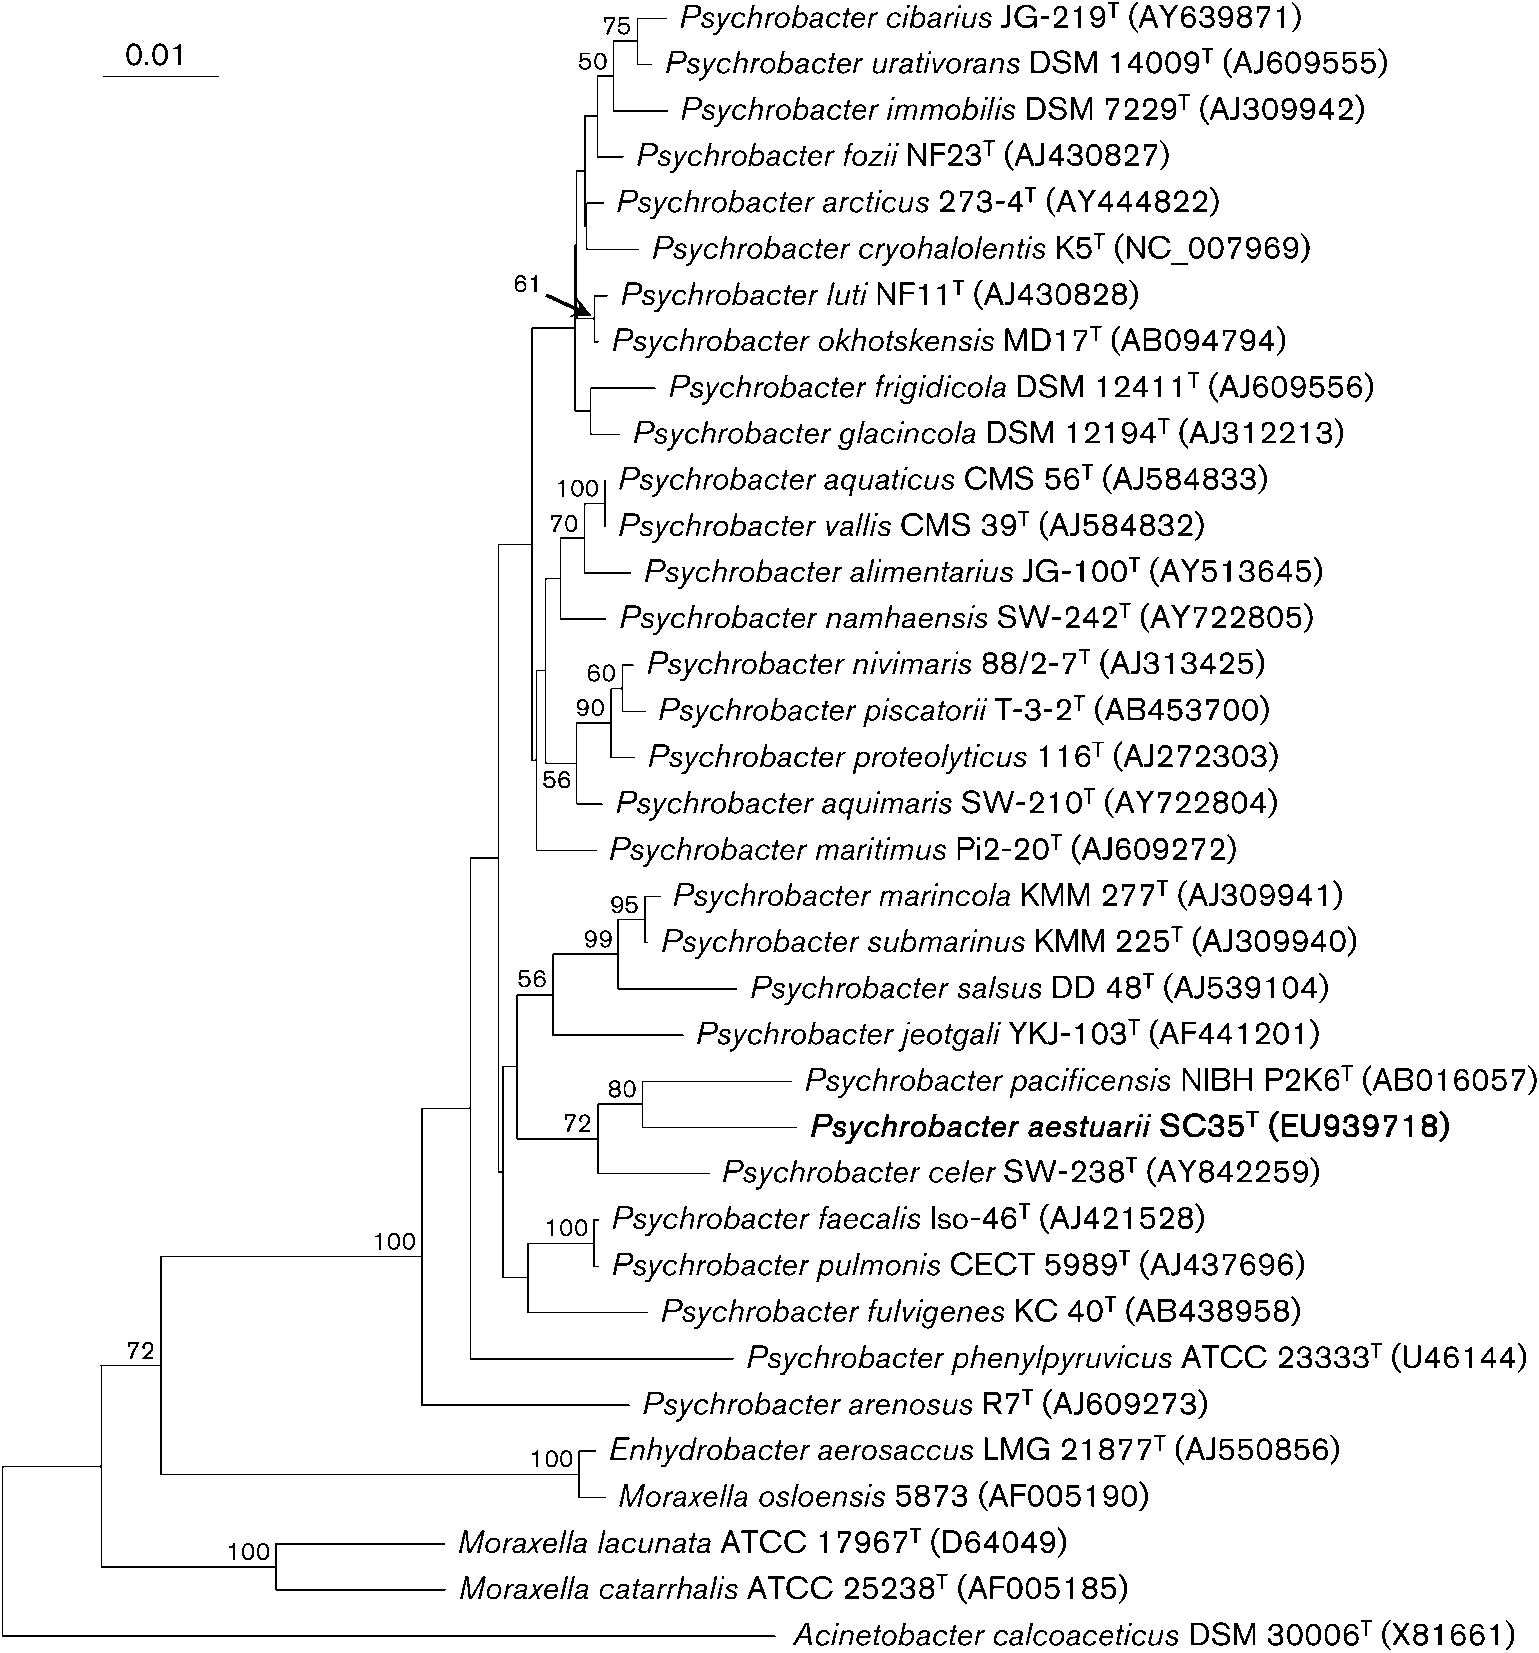 0.01
Psychrobacter cibarius JG-219ᵀ (AY639871)
75
Psychrobacter urativorans DSM 14009ᵀ (AJ609555)
50
Psychrobacter immobilis DSM 7229ᵀ (AJ309942)
Psychrobacter fozii NF23ᵀ (AJ430827)
Psychrobacter arcticus 273-4ᵀ (AY444822)
Psychrobacter cryohalolentis K5ᵀ (NC_007969)
61
Psychrobacter luti NF11ᵀ (AJ430828)
Psychrobacter okhotskensis MD17ᵀ (AB094794)
Psychrobacter frigidicola DSM 12411ᵀ (AJ609556)
Psychrobacter glacincola DSM 12194ᵀ (AJ312213)
Psychrobacter aquaticus CMS 56ᵀ (AJ584833)
100
Psychrobacter vallis CMS 39ᵀ (AJ584832)
70
Psychrobacter alimentarius JG-100ᵀ (AY513645)
Psychrobacter namhaensis SW-242ᵀ (AY722805)
Psychrobacter nivimaris 88/2-7ᵀ (AJ313425)
60
Psychrobacter piscatorii T-3-2ᵀ (AB453700)
90
Psychrobacter proteolyticus 116ᵀ (AJ272303)
56
Psychrobacter aquimaris SW-210ᵀ (AY722804)
Psychrobacter maritimus Pi2-20ᵀ (AJ609272)
Psychrobacter marincola KMM 277ᵀ (AJ309941)
95
Psychrobacter submarinus KMM 225ᵀ (AJ309940)
99
Psychrobacter salsus DD 48ᵀ (AJ539104)
56
Psychrobacter jeotgali YKJ-103ᵀ (AF441201)
Psychrobacter pacificensis NIBH P2K6ᵀ (AB016057)
80
Psychrobacter aestuarii SC35ᵀ (EU939718)
72
Psychrobacter celer SW-238ᵀ (AY842259)
Psychrobacter faecalis Iso-46ᵀ (AJ421528)
100
Psychrobacter pulmonis CECT 5989ᵀ (AJ437696)
100
Psychrobacter fulvigenes KC 40ᵀ (AB438958)
72
Psychrobacter phenylpyruvicus ATCC 23333ᵀ (U46144)
Psychrobacter arenosus R7ᵀ (AJ609273)
Enhydrobacter aerosaccus LMG 21877ᵀ (AJ550856)
100
Moraxella osloensis 5873 (AF005190)
Moraxella lacunata ATCC 17967ᵀ (D64049)
100
Moraxella catarrhalis ATCC 25238ᵀ (AF005185)
Acinetobacter calcoaceticus DSM 30006ᵀ (X81661)